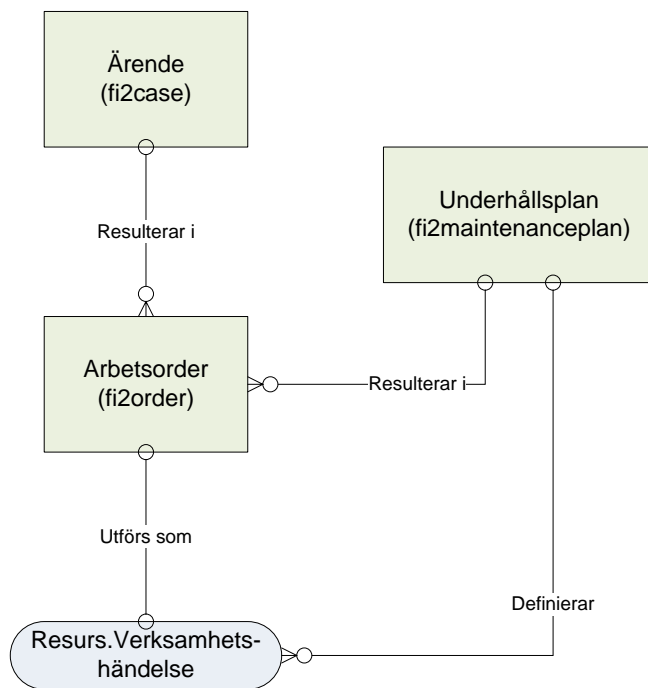 Ärende
(fi2case)
Underhållsplan
(fi2maintenanceplan)
Resulterar i
Arbetsorder
(fi2order)
Resulterar i
Utförs som
Definierar
Resurs.Verksamhets-
händelse